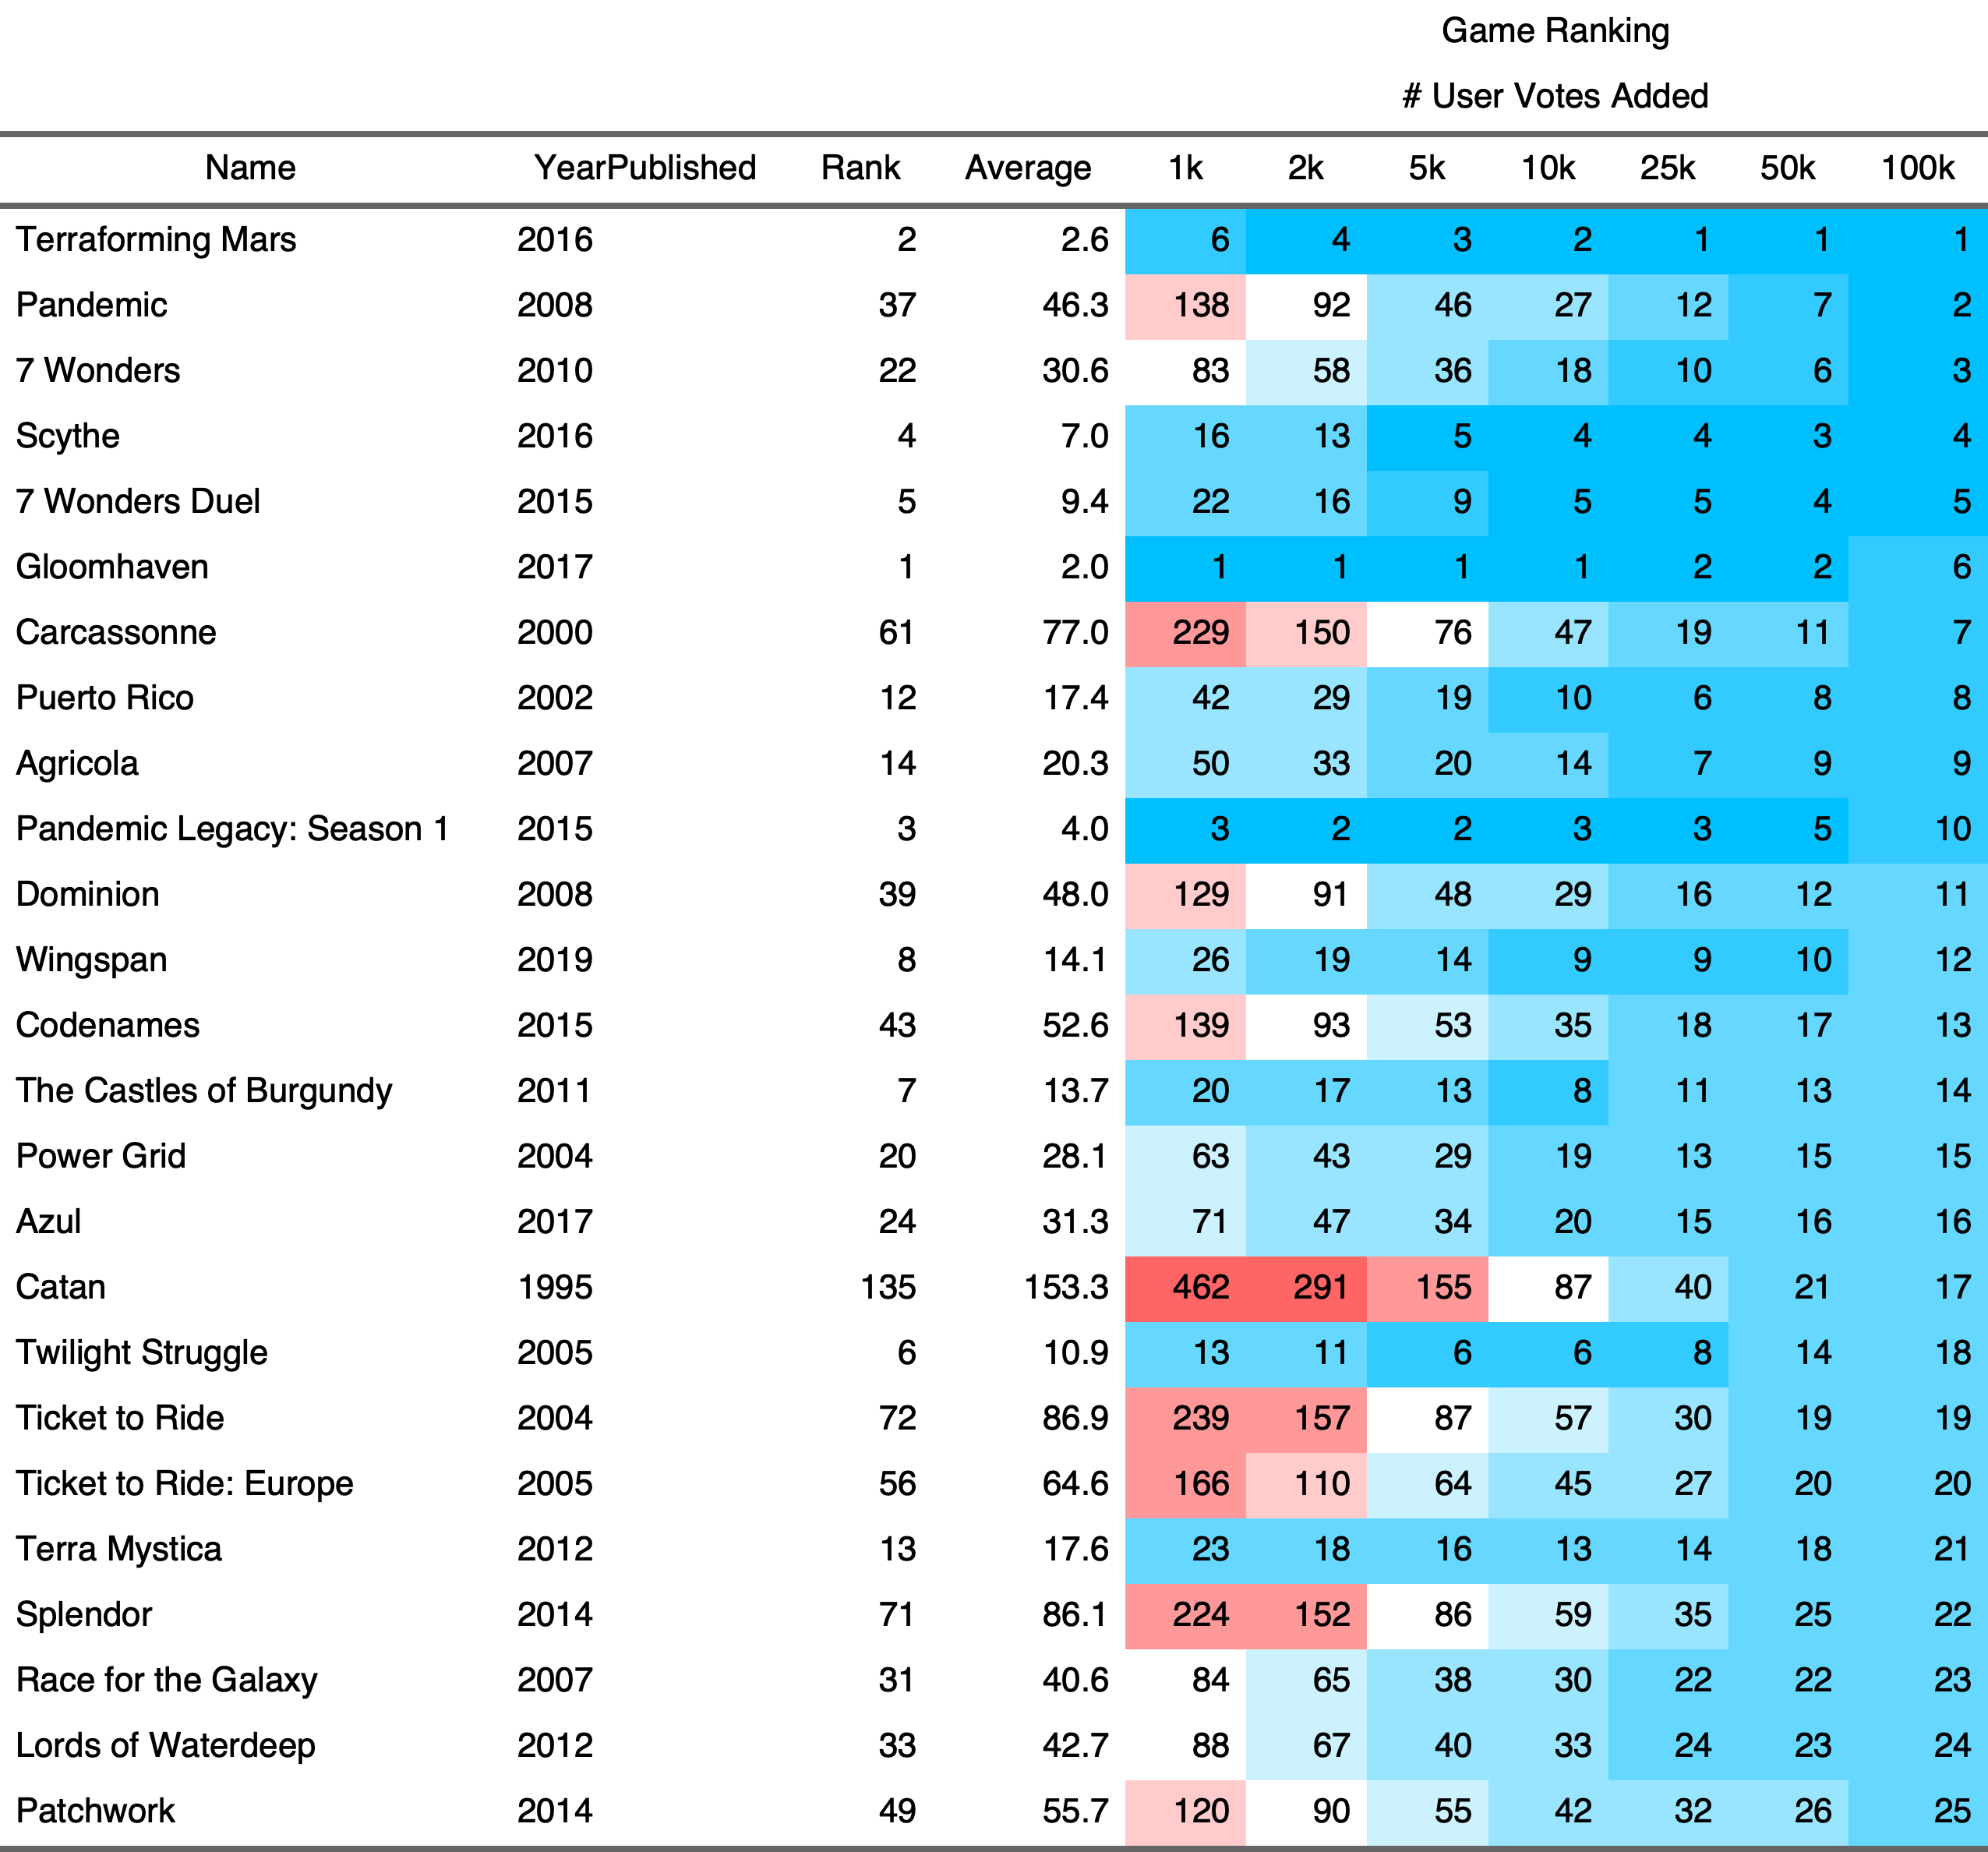 Game Ranking
# User Votes Added
Name YearPublished Rank Average 1k 2k 5k 10k 25k 50k 100k
Terraforming Mars 2016 2 2.6 6 4 3 2 1 1 1
Pandemic 2008 37 46.3 138 92 46 27 12 7 2
7 Wonders 2010 22 30.6 83 58 36 18 10 6 3
Scythe 2016 4 7.0 16 13 5 4 4 3 4
7 Wonders Duel 2015 5 9.4 22 16 9 5 5 4 5
Gloomhaven 2017 1 2.0 1 1 1 1 2 2 6
Carcassonne 2000 61 77.0 229 150 76 47 19 11 7
Puerto Rico 2002 12 17.4 42 29 19 10 6 8 8
Agricola 2007 14 20.3 50 33 20 14 7 9 9
Pandemic Legacy: Season 1 2015 3 4.0 3 2 2 3 3 5 10
Dominion 2008 39 48.0 129 91 48 29 16 12 11
Wingspan 2019 8 14.1 26 19 14 9 9 10 12
Codenames 2015 43 52.6 139 93 53 35 18 17 13
The Castles of Burgundy 2011 7 13.7 20 17 13 8 11 13 14
Power Grid 2004 20 28.1 63 43 29 19 13 15 15
Azul 2017 24 31.3 71 47 34 20 15 16 16
Catan 1995 135 153.3 462 291 155 87 40 21 17
Twilight Struggle 2005 6 10.9 13 11 6 6 8 14 18
Ticket to Ride 2004 72 86.9 239 157 87 57 30 19 19
Ticket to Ride: Europe 2005 56 64.6 166 110 64 45 27 20 20
Terra Mystica 2012 13 17.6 23 18 16 13 14 18 21
Splendor 2014 71 86.1 224 152 86 59 35 25 22
Race for the Galaxy 2007 31 40.6 84 65 38 30 22 22 23
Lords of Waterdeep 2012 33 42.7 88 67 40 33 24 23 24
Patchwork 2014 49 55.7 120 90 55 42 32 26 25